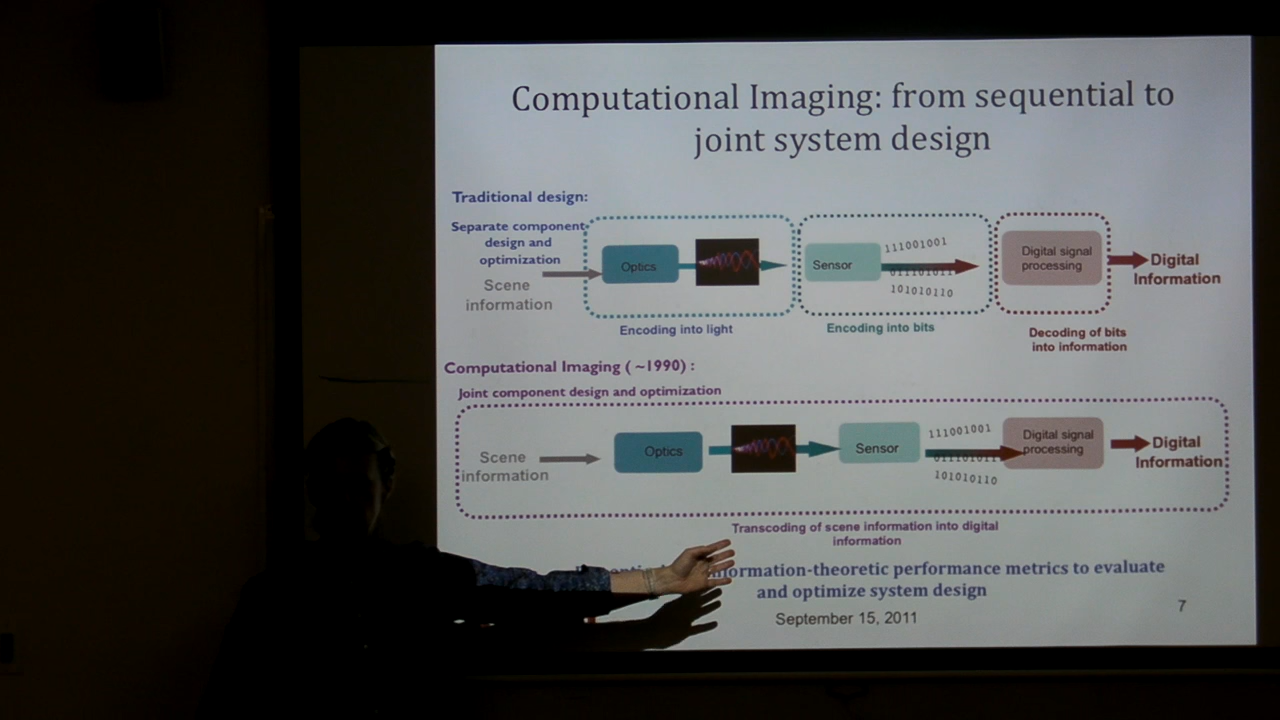 Computational Imaging: from sequential to
joint system design
Traditional design:
Separate component
design and
optimization
Scene
information
Optics
Sensor
111001001
011101011
101010110
Digital signal
processing
Digital
Information
Encoding into light
Encoding into bits
Decoding of bits
into information
Computational Imaging ( ~1990) :
Joint component design and optimization
Scene
information
Optics
Sensor
111001001
011101011
101010110
Digital signal
processing
Digital
Information
Transcoding of scene information into digital
information
performance metrics to evaluate
and optimize system design
September 15, 2011
7